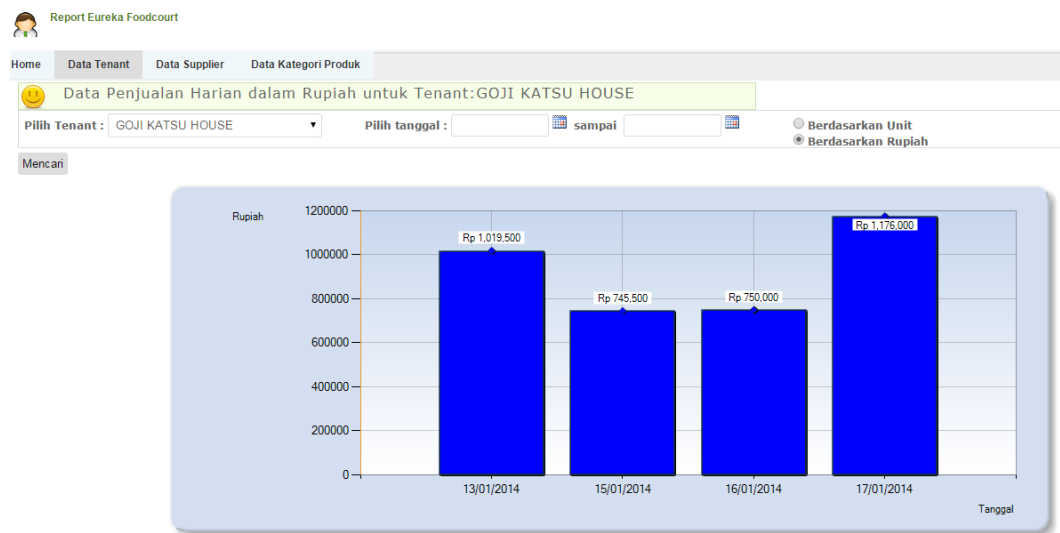 Report Eureka Foodcourt
Home Data Tenant Data Supplier Data Kategori Produk
Data Penjualan Harian dalam Rupiah untuk Tenant:GOJI KATSU HOUSE
Pilih Tenant : GOJI KATSU HOUSE Pilih tanggal : sampai Berdasarkan Unit
Berdasarkan Rupiah
Mencari
Rupiah
1200000
Rp 1,176,000
Rp 1,019,500
1000000
800000
Rp 745,500 Rp 750,000
600000
400000
200000
0
13/01/2014 15/01/2014 16/01/2014 17/01/2014
Tanggal